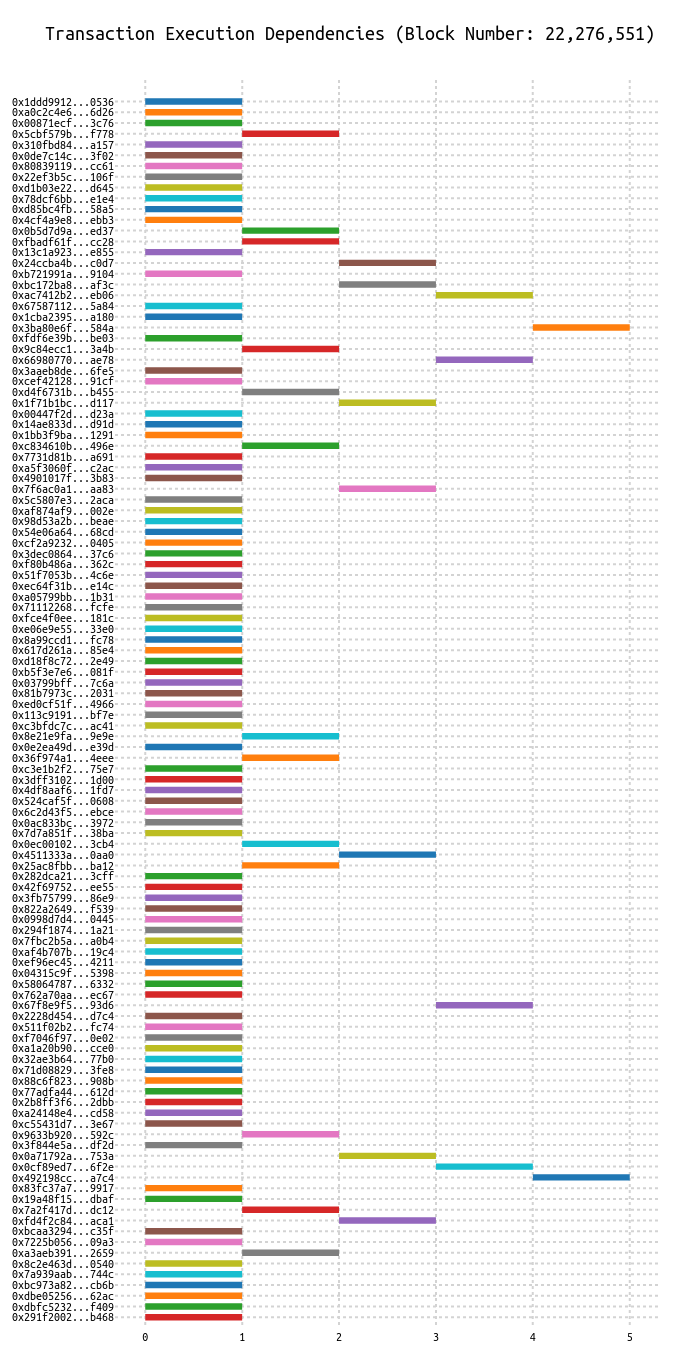 Transaction Execution Dependencies (Block Number: 22,276,551)
0x1ddd9912...0536
0xa0c2c4e6...6d26
0x00871ecf...3c76
0x5cbf579b...f778
0x310fbd84...a157
0x0de7c14c...3f02
0x80839119...cc61
0x22ef3b5c...106f
0xd1b03e22...d645
0x78dcf6bb...e1e4
0xd85bc4fb...58a5
0x4cf4a9e8...ebb3
0x0b5d7d9a...ed37
0xfbadf61f...cc28
0x13c1a923...e855
0x24ccba4b...c0d7
0xb721991a...9104
0xbc172ba8...af3c
0xac7412b2...eb06
0x67587112...5a84
0x1cba2395...a180
0x3ba80e6f...584a
0xfdf6e39b...be03
0x9c84ecc1...3a4b
0x66980770...ae78
0x3aaeb8de...6fe5
0xcef42128...91cf
0xd4f6731b...b455
0x1f71b1bc...d117
0x00447f2d...d23a
0x14ae833d...d91d
0x1bb3f9ba...1291
0xc834610b...496e
0x7731d81b...a691
0xa5f3060f...c2ac
0x4901017f...3b83
0x7f6ac0a1...aa83
0x5c5807e3...2aca
0xaf874af9...002e
0x98d53a2b...beae
0x54e06a64...68cd
0xcf2a9232...0405
0x3dec0864...37c6
0xf80b486a...362c
0x51f7053b...4c6e
0xec64f31b...e14c
0xa05799bb...1b31
0x71112268...fcfe
0xfce4f0ee...181c
0xe06e9e55...33e0
0x8a99ccd1...fc78
0x617d261a...85e4
0xd18f8c72...2e49
0xb5f3e7e6...081f
0x03799bff...7c6a
0x81b7973c...2031
0xed0cf51f...4966
0x113c9191...bf7e
0xc3bfdc7c...ac41
0x8e21e9fa...9e9e
0x0e2ea49d...e39d
0x36f974a1...4eee
0xc3e1b2f2...75e7
0x3dff3102...1d00
0x4df8aaf6...1fd7
0x524caf5f...0608
0x6c2d43f5...ebce
0x0ac833bc...3972
0x7d7a851f...38ba
0x0ec00102...3cb4
0x4511333a...0aa0
0x25ac8fbb...ba12
0x282dca21...3cff
0x42f69752...ee55
0x3fb75799...86e9
0x822a2649...f539
0x0998d7d4...0445
0x294f1874...1a21
0x7fbc2b5a...a0b4
0xaf4b707b...19c4
0xef96ec45...4211
0x04315c9f...5398
0x58064787...6332
0x762a70aa...ec67
0x67f8e9f5...93d6
0x2228d454...d7c4
0x511f02b2...fc74
0xf7046f97...0e02
0xa1a20b90...cce0
0x32ae3b64...77b0
0x71d08829...3fe8
0x88c6f823...908b
0x77adfa44...612d
0x2b8ff3f6...2dbb
0xa24148e4...cd58
0xc55431d7...3e67
0x9633b920...592c
0x3f844e5a...df2d
0x0a71792a...753a
0x0cf89ed7...6f2e
0x492198cc...a7c4
0x83fc37a7...9917
0x19a48f15...dbaf
0x7a2f417d...dc12
0xfd4f2c84...aca1
0xbcaa3294...c35f
0x7225b056...09a3
0xa3aeb391...2659
0x8c2e463d...0540
0x7a939aab...744c
0xbc973a82...cb6b
0xdbe05256...62ac
0xdbfc5232...f409
0x291f2002...b468
0 1 2 3 4 5